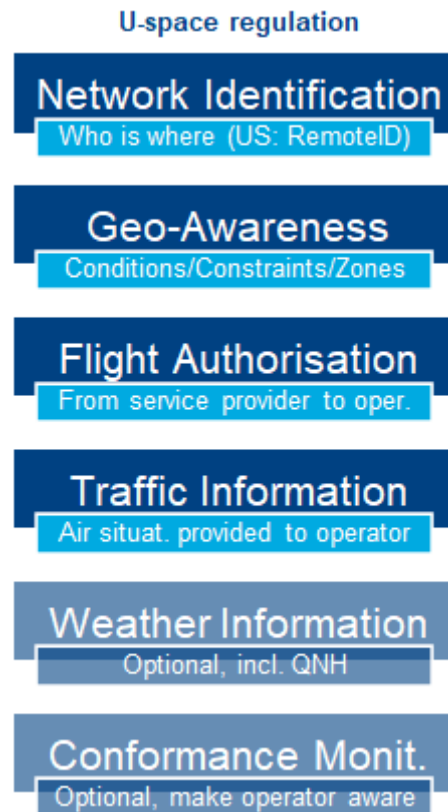 U-space regulation
Network Identification
Who is where (US: RemoteID)
Geo-Awareness
Conditions/Constraints/Zones
Flight Authorisation
From service provider to oper.
Traffic Information
Air situat. provided to operator
Weather Information
Optional, incl. QNH
Conformance Monit.
Optional, make operator aware